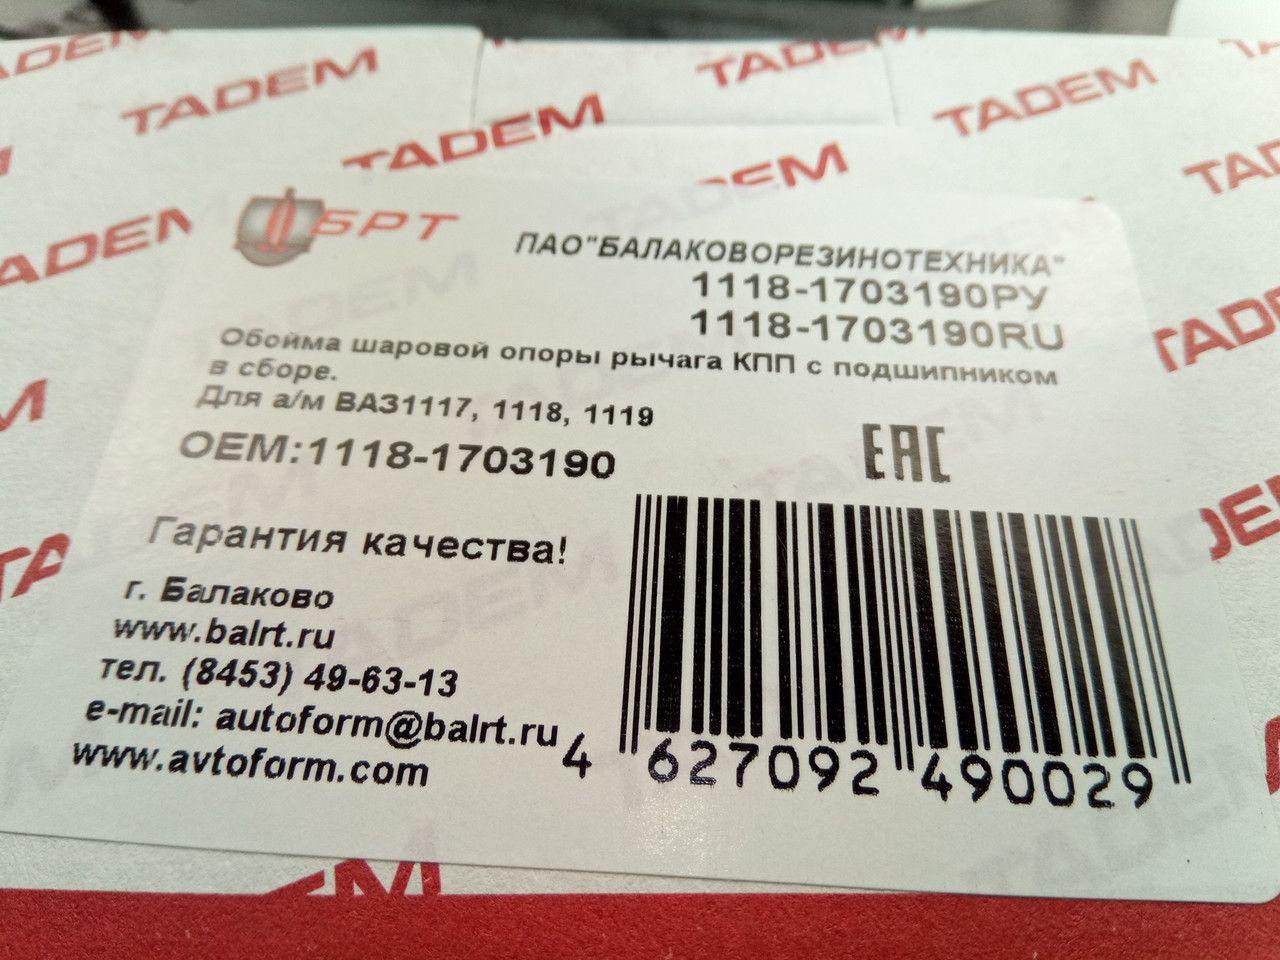 TADEM
TADEM
TADEM
TADEM
TADEM
БРТ
ПАО"БАЛАКОВОРЕЗИНОТЕХНИКА"
1118-1703190РУ
1118-1703190RU
Обойма шаровой опоры рычага КПП с подшипником
в сборе.
Для а/м ВАЗ1117, 1118, 1119
OEM:1118-1703190
EAC
Гарантия качества!
г. Балаково
www.balrt.ru
тел. (8453) 49-63-13
e-mail: autoform@balrt.ru
www.avtoform.com
4 627092 490029